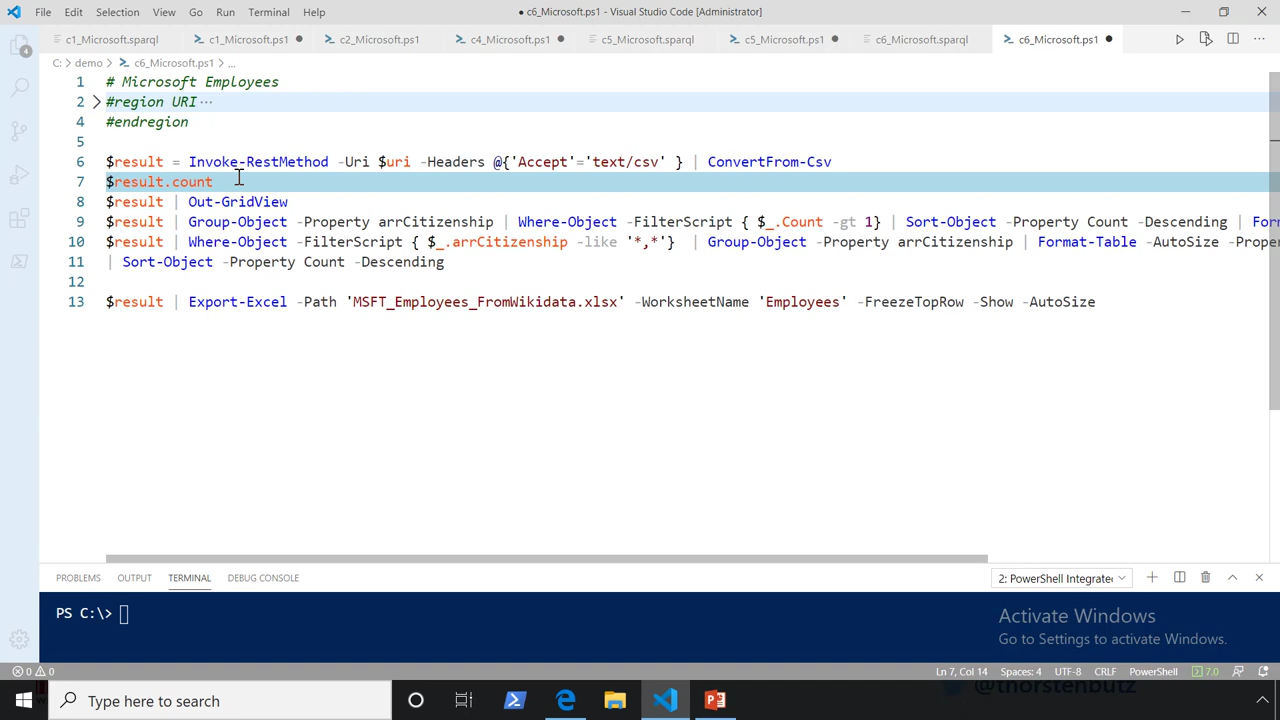 File Edit Selection View Go Run Terminal Help
● c6_Microsoft.ps1 - Visual Studio Code [Administrator]
c1_Microsoft.sparql c1_Microsoft.ps1 c2_Microsoft.ps1 c4_Microsoft.ps1 c5_Microsoft.sparql c5_Microsoft.ps1 c6_Microsoft.sparql c6_Microsoft.ps1
C: > demo > c6_Microsoft.ps1 > ...
1 # Microsoft Employees
2 #region URI ···
4 #endregion
5
6 $result = Invoke-RestMethod -Uri $uri -Headers @{'Accept'='text/csv' } | ConvertFrom-Csv
7 $result.count
8 $result | Out-GridView
9 $result | Group-Object -Property arrCitizenship | Where-Object -FilterScript { $_.Count -gt 1} | Sort-Object -Property Count -Descending | For
10 $result | Where-Object -FilterScript { $_.arrCitizenship -like '*,*'} | Group-Object -Property arrCitizenship | Format-Table -AutoSize -Prope
11 | Sort-Object -Property Count -Descending
12
13 $result | Export-Excel -Path 'MSFT_Employees_FromWikidata.xlsx' -WorksheetName 'Employees' -FreezeTopRow -Show -AutoSize
4
PROBLEMS OUTPUT TERMINAL DEBUG CONSOLE
2: PowerShell Integrate
PS C:\>
Activate Windows
Go to Settings to activate Windows.
0 0 Ln 7, Col 14 Spaces: 4 UTF-8 CRLF PowerShell 7.0
@thorstenbutz
Type here to search